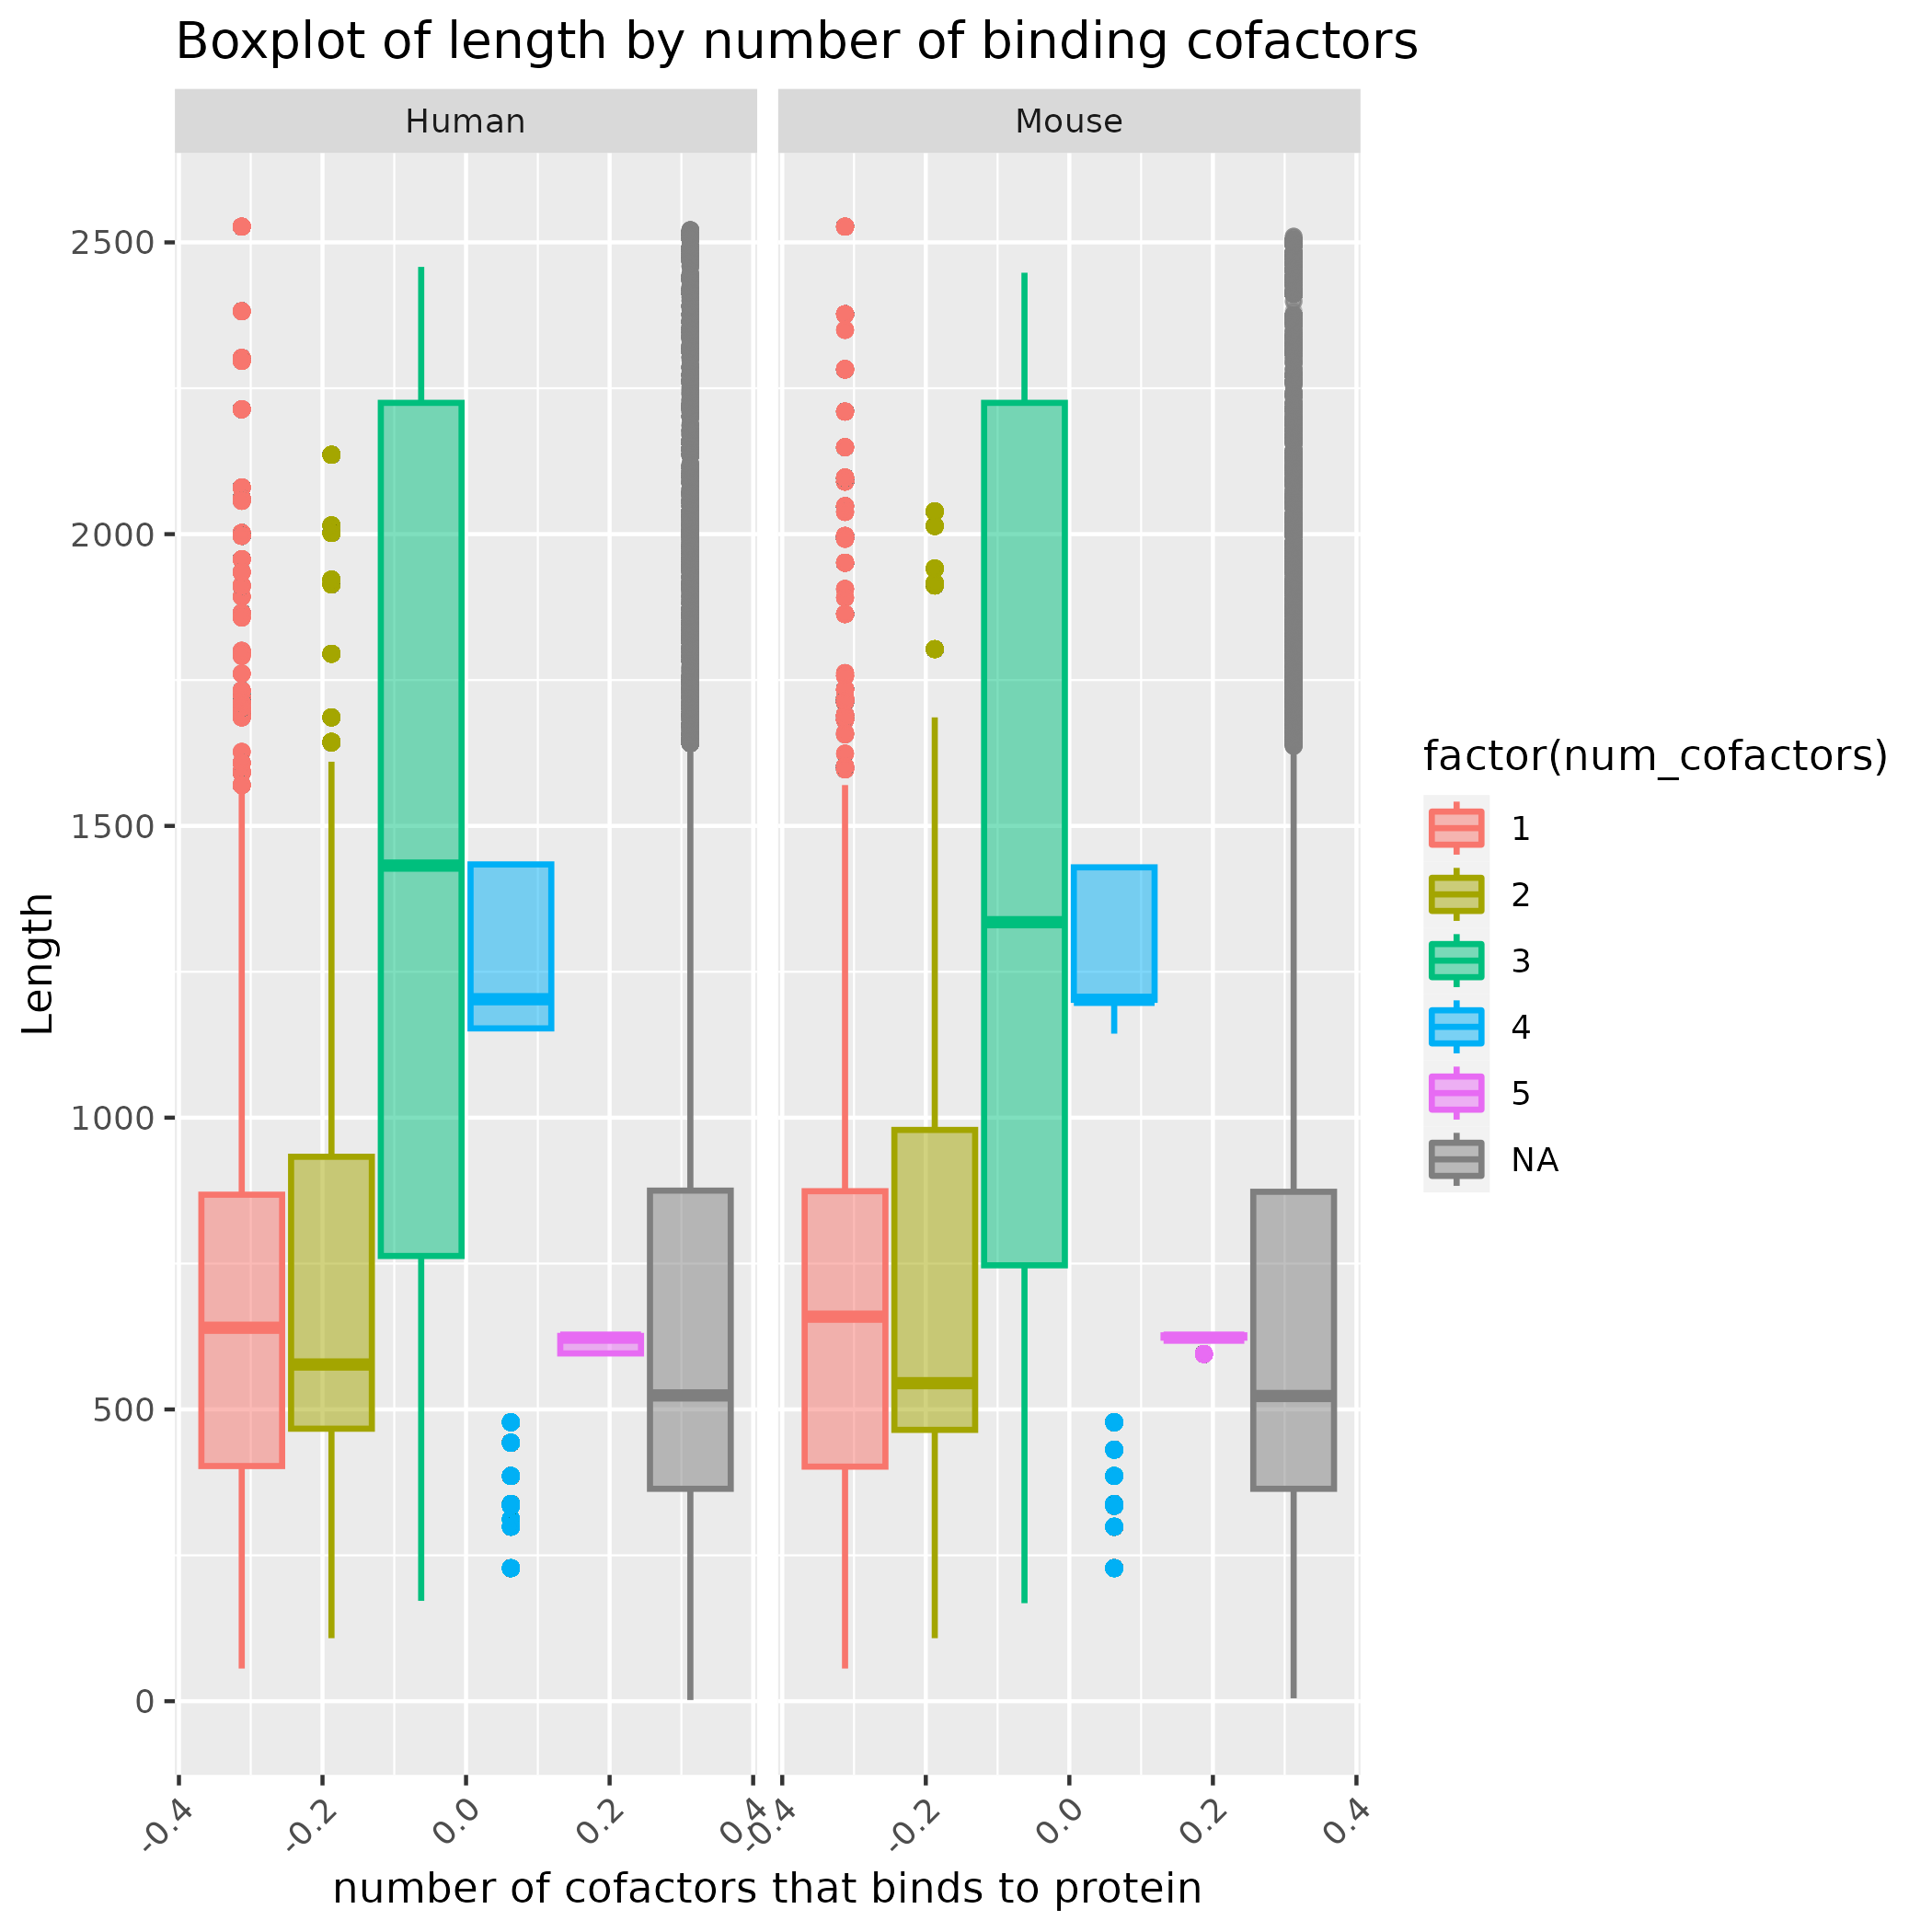 Boxplot of length by number of binding cofactors
Human Mouse
2500
2000
1500
1000
500
0
Length
-0.4 -0.2 0.0 0.2 0.4 -0.4 -0.2 0.0 0.2 0.4
number of cofactors that binds to protein
factor(num_cofactors)
1
2
3
4
5
NA